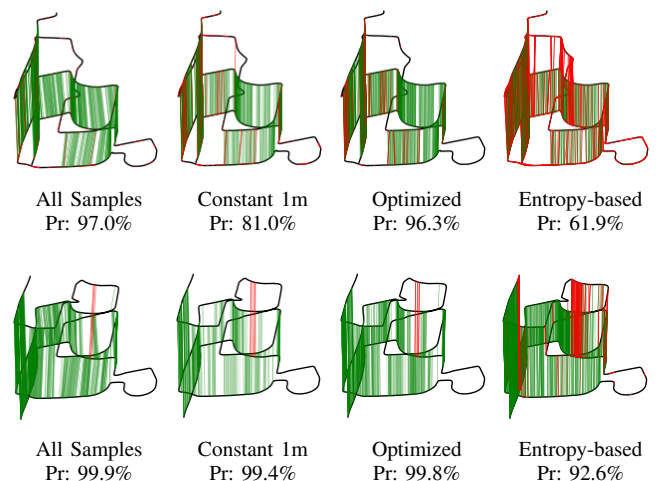 All Samples Constant 1m Optimized Entropy-based
Pr: 97.0% Pr: 81.0% Pr: 96.3% Pr: 61.9%
All Samples Constant 1m Optimized Entropy-based
Pr: 99.9% Pr: 99.4% Pr: 99.8% Pr: 92.6%